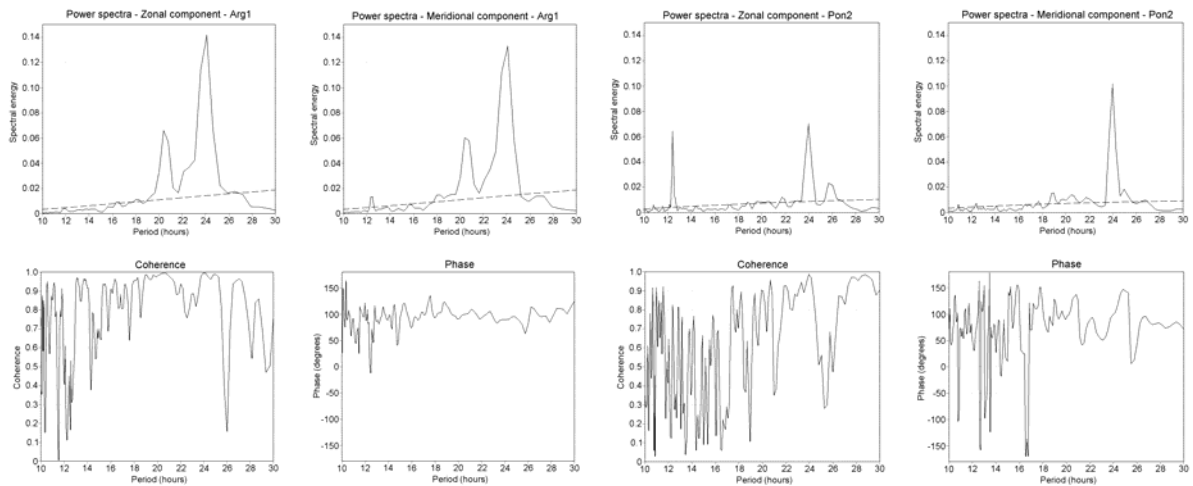 Power spectra - Zonal component - Arg1
Spectral energy
0.14
0.12
0.10
0.08
0.06
0.04
0.02
0
10 12 14 16 18 20 22 24 26 28 30
Period (hours)
Power spectra - Meridional component - Arg1
Spectral energy
0.14
0.12
0.10
0.08
0.06
0.04
0.02
0
10 12 14 16 18 20 22 24 26 28 30
Period (hours)
Power spectra - Zonal component - Pon2
Spectral energy
0.14
0.12
0.10
0.08
0.06
0.04
0.02
0
10 12 14 16 18 20 22 24 26 28 30
Period (hours)
Power spectra - Meridional component - Pon2
Spectral energy
0.14
0.12
0.10
0.08
0.06
0.04
0.02
0
10 12 14 16 18 20 22 24 26 28 30
Period (hours)
Coherence
Coherence
1.0
0.9
0.8
0.7
0.6
0.5
0.4
0.3
0.2
0.1
0
10 12 14 16 18 20 22 24 26 28 30
Period (hours)
Phase
Phase (degrees)
150
100
50
0
-50
-100
-150
10 12 14 16 18 20 22 24 26 28 30
Period (hours)
Coherence
Coherence
1.0
0.9
0.8
0.7
0.6
0.5
0.4
0.3
0.2
0.1
0
10 12 14 16 18 20 22 24 26 28 30
Period (hours)
Phase
Phase (degrees)
150
100
50
0
-50
-100
-150
10 12 14 16 18 20 22 24 26 28 30
Period (hours)